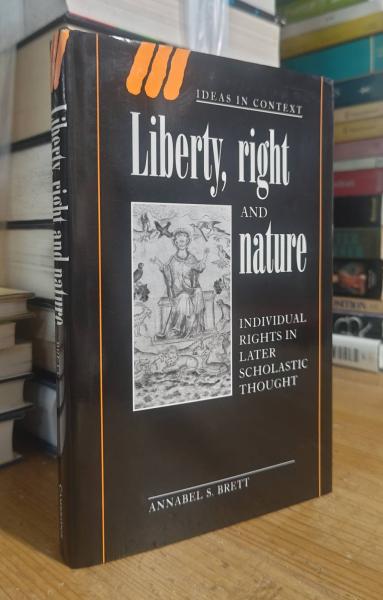 IDEAS IN CONTEXT
Liberty, right
AND
nature
INDIVIDUAL
RIGHTS IN
LATER
SCHOLASTIC
THOUGHT
ANNABEL S. BRETT
Liberty, right and nature